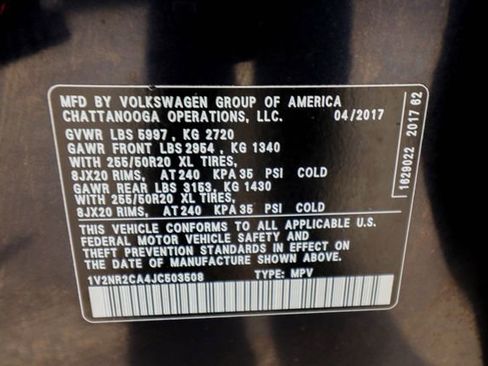 MFD BY VOLKSWAGEN GROUP OF AMERICA
CHATTANOOGA OPERATIONS, LLC. 04/2017
GVWR LBS 5997, KG 2720
GAWR FRONT LBS 2954, KG 1340
WITH 255/50R20 XL TIRES,
8JX20 RIMS, AT 240 KPA 35 PSI COLD
GAWR REAR LBS 3153, KG 1430
WITH 255/50R20 XL TIRES,
8JX20 RIMS, AT 240 KPA 35 PSI COLD
THIS VEHICLE CONFORMS TO ALL APPLICABLE U.S.
FEDERAL MOTOR VEHICLE SAFETY AND
THEFT PREVENTION STANDARDS IN EFFECT ON
THE DATE OF MANUFACTURE SHOWN ABOVE.
1V2NR2CA4JC503508 TYPE: MPV
1629022 2017 62